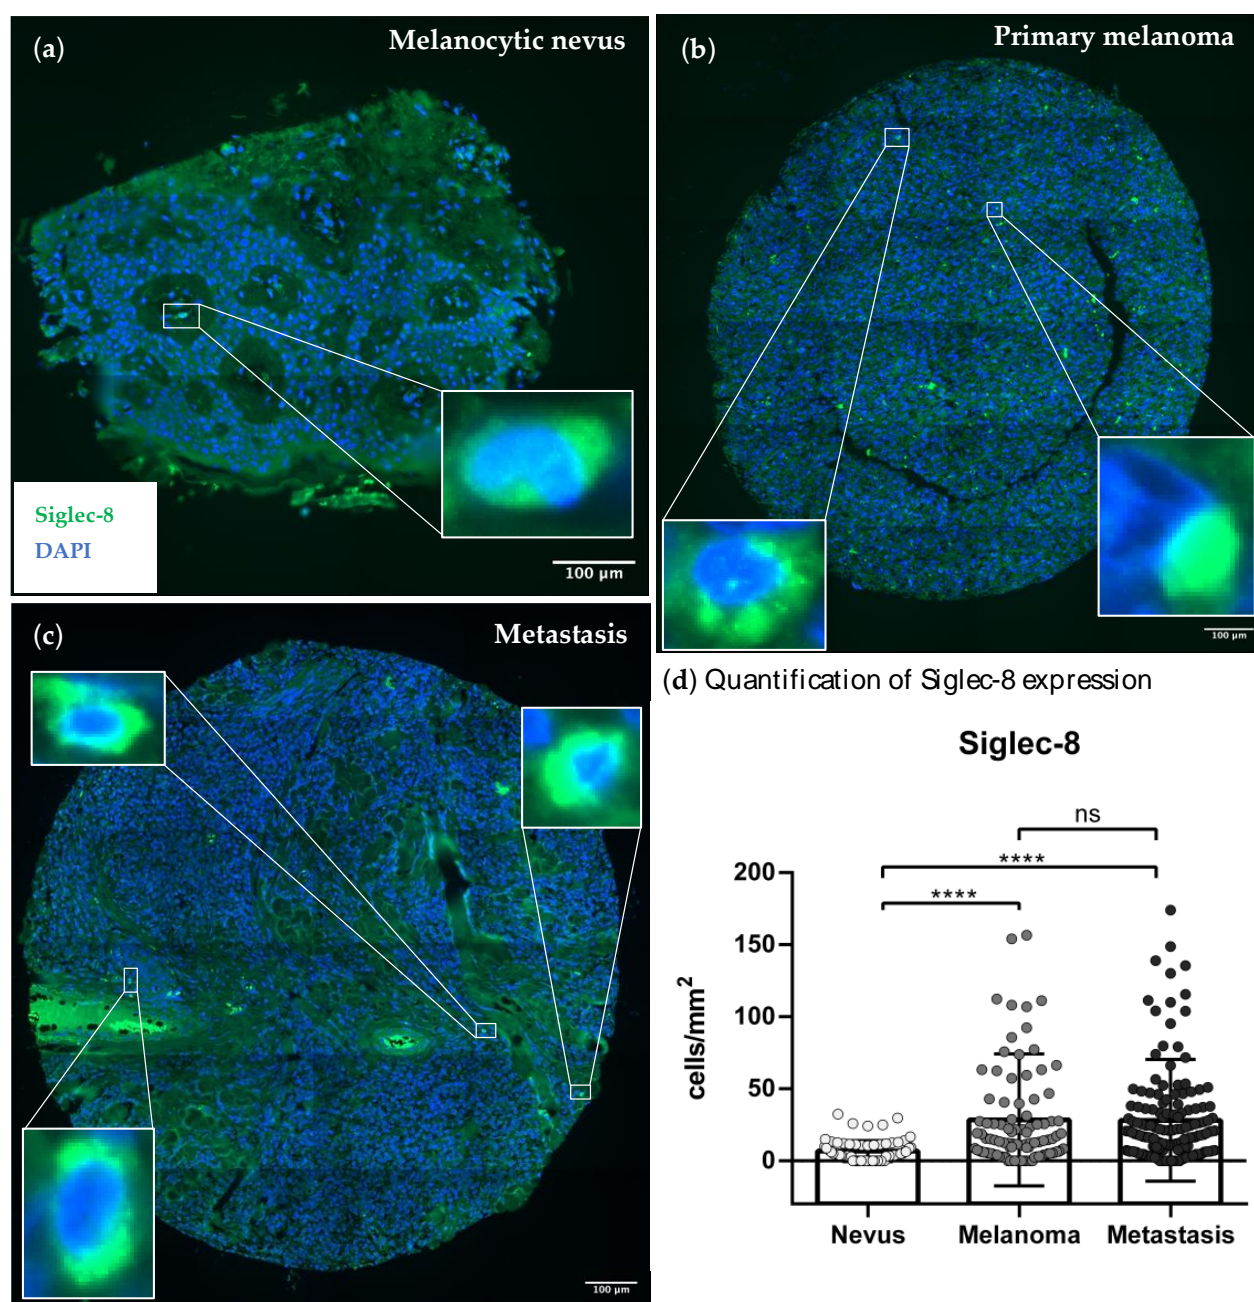 (a)
Melanocytic nevus
Siglec-8
DAPI
100 μm
(b)
Primary melanoma
100 μm
(c)
Metastasis
100 μm
(d) Quantification of Siglec-8 expression
Siglec-8
ns
****
****
cells/mm²
200
150
100
50
0
Nevus Melanoma Metastasis